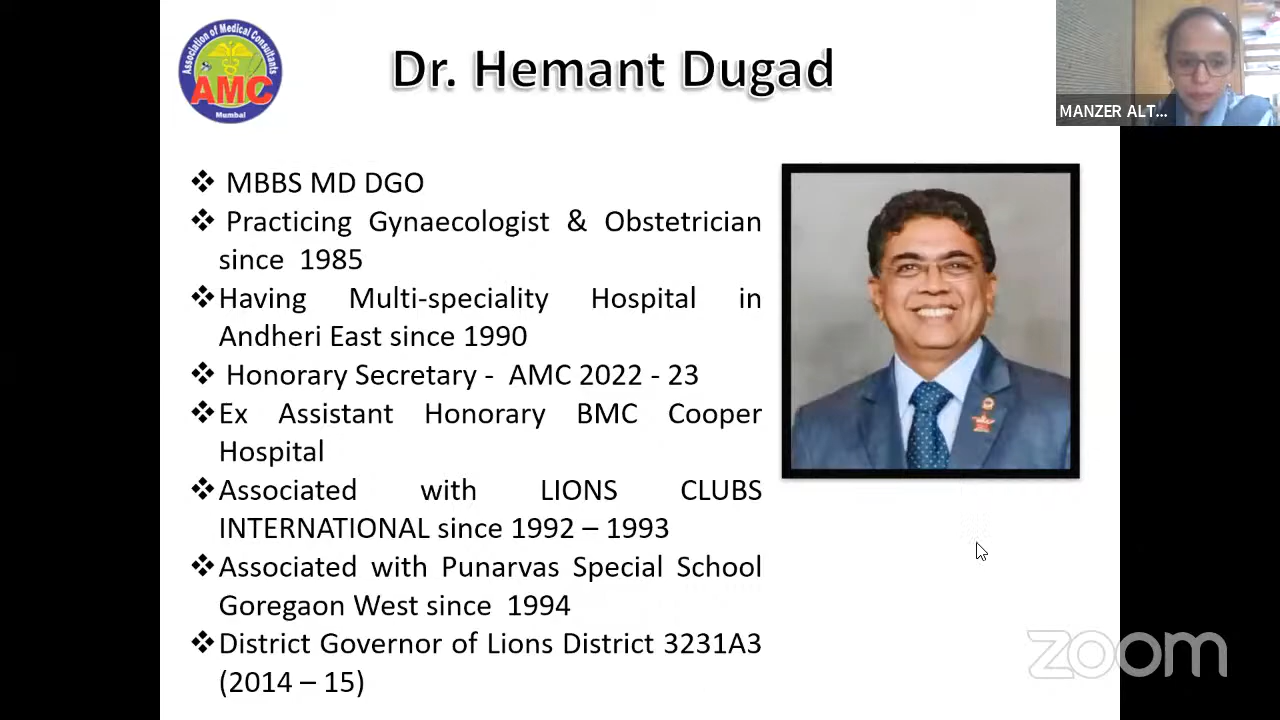 Association of Medical Consultants
AMC
Mumbai
Dr. Hemant Dugad
MANZER ALT...
❖ MBBS MD DGO
❖ Practicing Gynaecologist & Obstetrician
since 1985
❖ Having Multi-speciality Hospital in
Andheri East since 1990
❖ Honorary Secretary - AMC 2022 - 23
❖ Ex Assistant Honorary BMC Cooper
Hospital
❖ Associated with LIONS CLUBS
INTERNATIONAL since 1992 – 1993
❖ Associated with Punarvas Special School
Goregaon West since 1994
❖ District Governor of Lions District 3231A3
(2014 – 15)
zoom